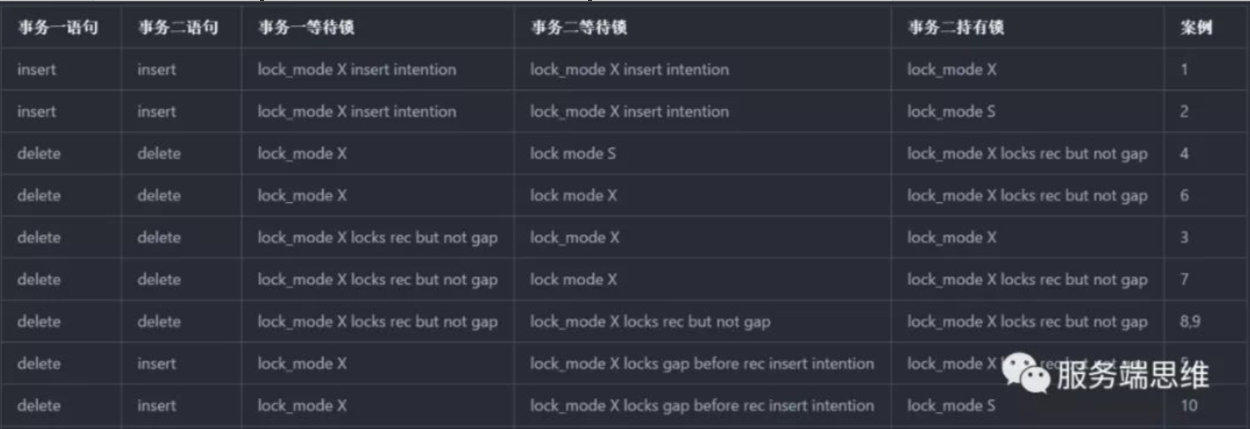 事务一语句 事务二语句 事务一等待锁 事务二等待锁 事务二持有锁 案例
insert insert lock_mode X insert intention lock_mode X insert intention lock_mode X 1
insert insert lock_mode X insert intention lock_mode X insert intention lock_mode S 2
delete delete lock_mode X lock mode S lock_mode X locks rec but not gap 4
delete delete lock_mode X lock mode X lock_mode X locks rec but not gap 6
delete delete lock_mode X locks rec but not gap lock_mode X lock_mode X 3
delete delete lock_mode X locks rec but not gap lock mode X lock_mode X locks rec but not gap 7
delete delete lock_mode X locks rec but not gap lock_mode X locks rec but not gap lock_mode X locks rec but not gap 8,9
delete insert lock_mode X lock_mode X locks gap before rec insert intention lock_mode X
服务端思维
delete insert lock_mode X lock_mode X locks gap before rec insert intention lock_mode S 10